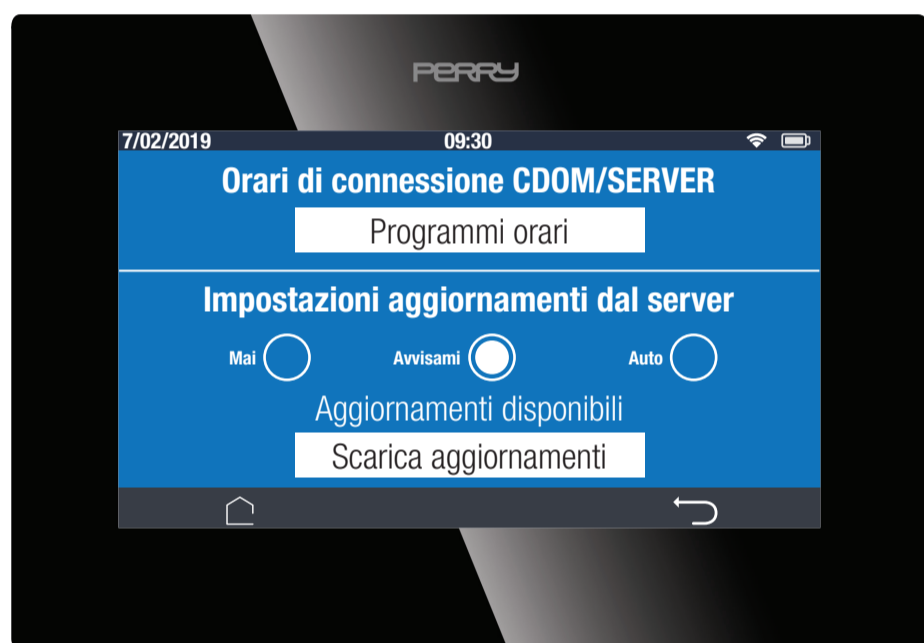 PERRY
7/02/2019 09:30
Orari di connessione CDOM/SERVER
Programmi orari
Impostazioni aggiornamenti dal server
Mai Avvisami Auto
Aggiornamenti disponibili
Scarica aggiornamenti